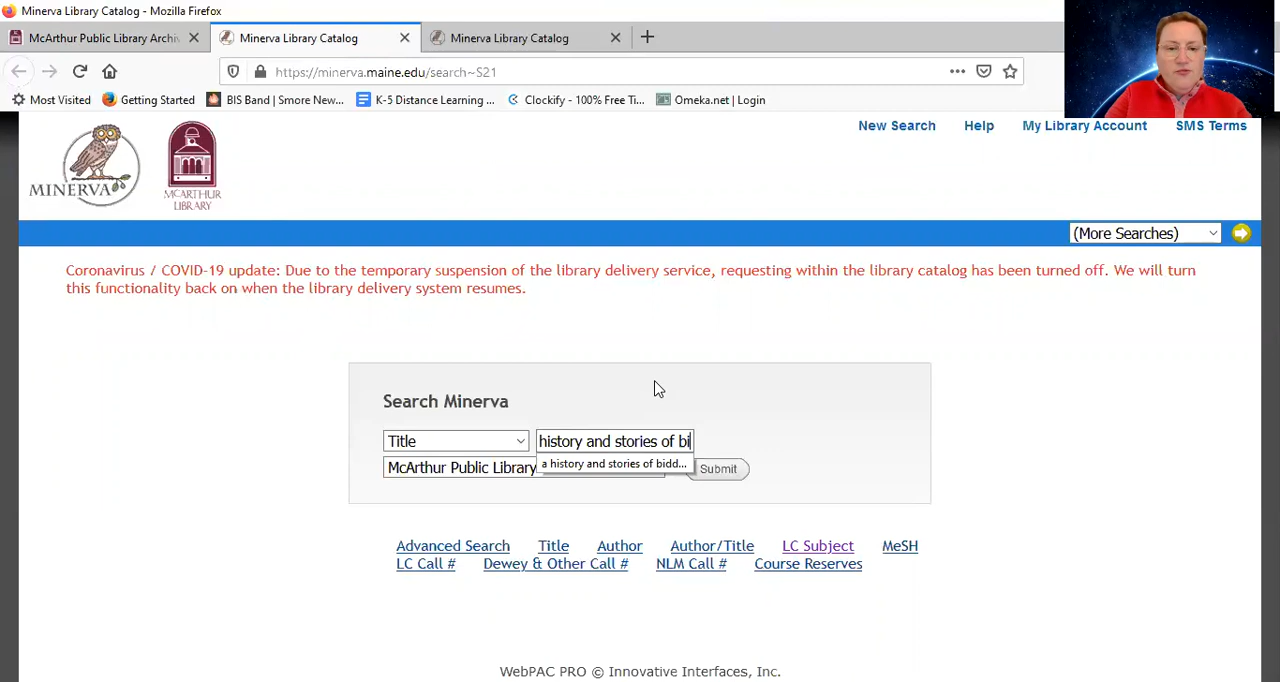 Minerva Library Catalog - Mozilla Firefox
McArthur Public Library Archiv
Minerva Library Catalog
Minerva Library Catalog
https://minerva.maine.edu/search~S21
Most Visited
Getting Started
BIS Band | Smore New...
K-5 Distance Learning ...
Clockify - 100% Free Ti...
Omeka.net | Login
New Search Help My Library Account SMS Terms
MINERVA
MCARTHUR
LIBRARY
(More Searches)
Coronavirus / COVID-19 update: Due to the temporary suspension of the library delivery service, requesting within the library catalog has been turned off. We will turn
this functionality back on when the library delivery system resumes.
Search Minerva
Title history and stories of bi
a history and stories of bidd...
McArthur Public Library
Submit
Advanced Search Title Author Author/Title LC Subject MeSH
LC Call # Dewey & Other Call # NLM Call # Course Reserves
WebPAC PRO © Innovative Interfaces, Inc.